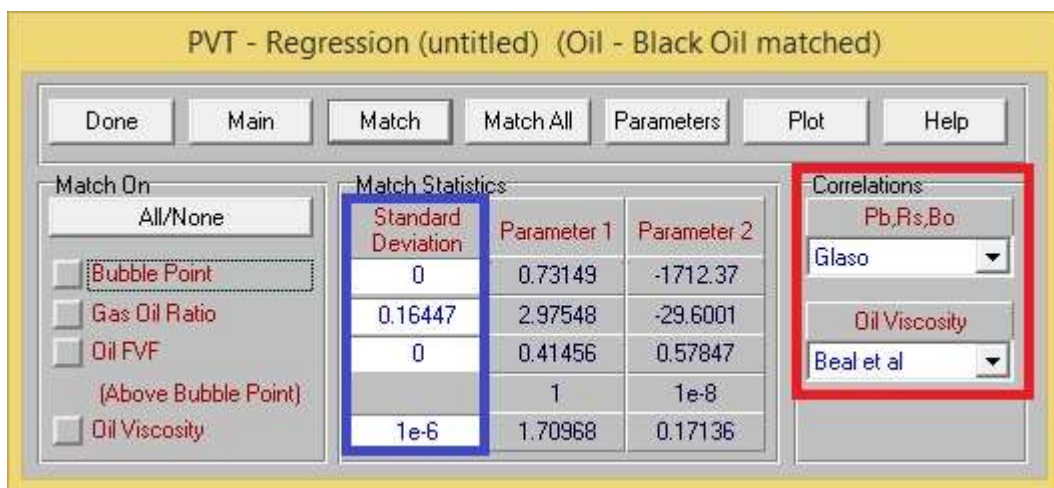 PVT - Regression (untitled) (Oil - Black Oil matched)
Done Main Match Match All Parameters Plot Help
Match On
All/None
Bubble Point
Gas Oil Ratio
Oil FVF
(Above Bubble Point)
Oil Viscosity
Match Statistics
Standard Deviation Parameter 1 Parameter 2
0 0.73149 -1712.37
0.16447 2.97548 -29.6001
0 0.41456 0.57847
1 1e-8
1e-6 1.70968 0.17136
Correlations
Pb,Rs,Bo
Glaso
Oil Viscosity
Beal et al